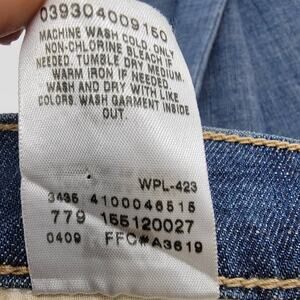 039304009150
MACHINE WASH COLD. ONLY
NON-CHLORINE BLEACH IF
NEEDED. TUMBLE DRY MEDIUM.
WARM IRON IF NEEDED.
WASH AND DRY WITH LIKE
COLORS. WASH GARMENT INSIDE
OUT.
WPL-423
3435 4100046515
779 155120027
0409 FFC#A3619